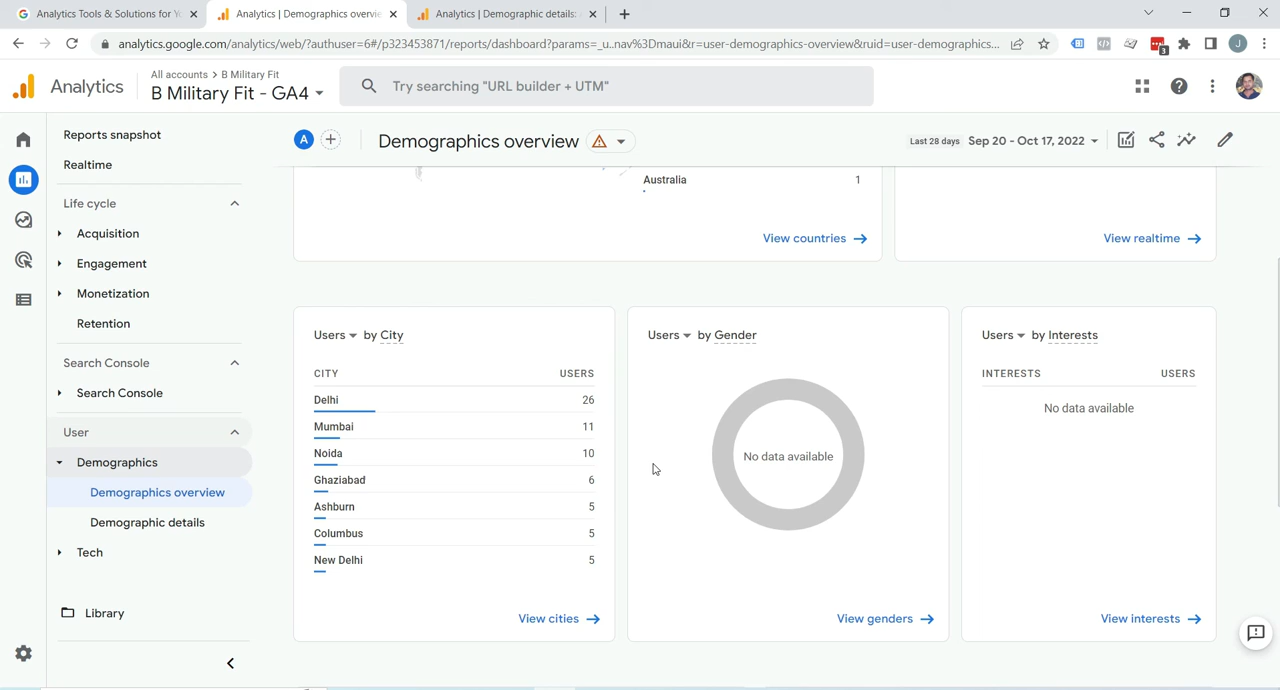 Analytics Tools & Solutions for Y
Analytics | Demographics overvie
Analytics | Demographic details:
analytics.google.com/analytics/web/?authuser=6#/p323453871/reports/dashboard?params=_u..nav%3Dmaui&r=user-demographics-overview&ruid=user-demographics...
3
J
Analytics
All accounts > B Military Fit
B Military Fit - GA4
Try searching "URL builder + UTM"
Reports snapshot
Realtime
Life cycle
Acquisition
Engagement
Monetization
Retention
Search Console
Search Console
User
Demographics
Demographics overview
Demographic details
Tech
Library
A
Demographics overview
Last 28 days
Sep 20 - Oct 17, 2022
Australia 1
View countries
View realtime
Users by City
CITY USERS
Delhi 26
Mumbai 11
Noida 10
Ghaziabad 6
Ashburn 5
Columbus 5
New Delhi 5
View cities
Users by Gender
No data available
View genders
Users by Interests
INTERESTS USERS
No data available
View interests